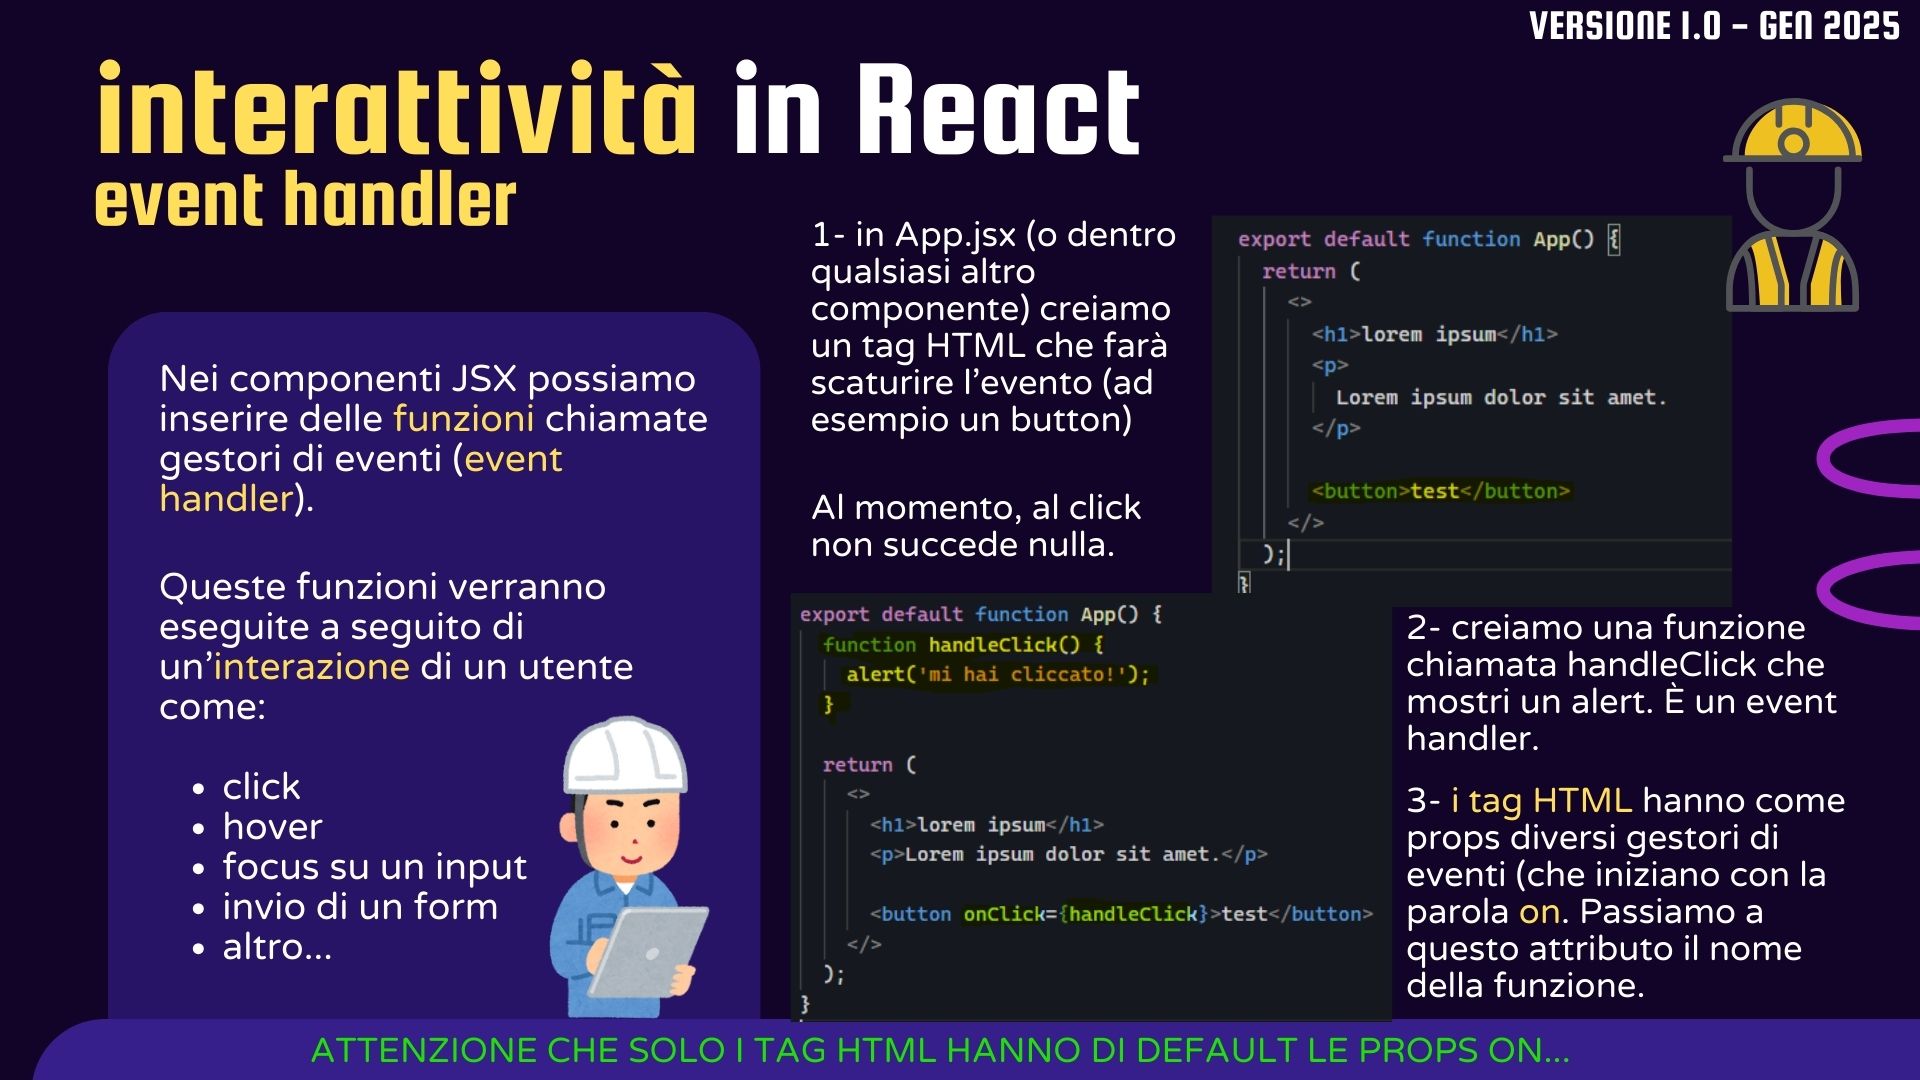 VERSIONE 1.0 - GEN 2025
interattività in React
event handler
Nei componenti JSX possiamo
inserire delle funzioni chiamate
gestori di eventi (event
handler).
Queste funzioni verranno
eseguite a seguito di
un'interazione di un utente
come:
• click
• hover
• focus su un input
• invio di un form
• altro...
1- in App.jsx (o dentro
qualsiasi altro
componente) creiamo
un tag HTML che farà
scaturire l'evento (ad
esempio un button)
Al momento, al click
non succede nulla.
export default function App() {
return (
<>
<h1>lorem ipsum</h1>
<p>
Lorem ipsum dolor sit amet.
</p>
<button>test</button>
</>
);
}
export default function App() {
function handleClick() {
alert('mi hai cliccato!');
}
return (
<>
<h1>lorem ipsum</h1>
<p>Lorem ipsum dolor sit amet.</p>
<button onClick={handleClick}>test</button>
</>
);
}
2- creiamo una funzione
chiamata handleClick che
mostri un alert. È un event
handler.
3- i tag HTML hanno come
props diversi gestori di
eventi (che iniziano con la
parola on. Passiamo a
questo attributo il nome
della funzione.
ATTENZIONE CHE SOLO I TAG HTML HANNO DI DEFAULT LE PROPS ON...